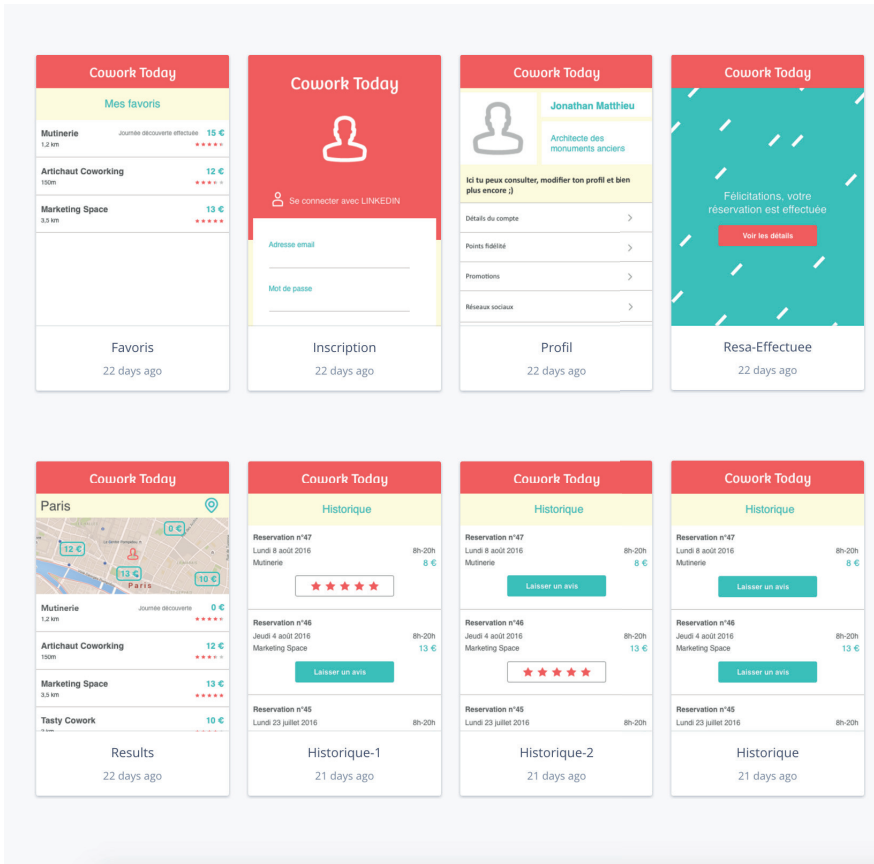 Cowork Today
Mes favoris
Mutinerie Journée découverte effectuée 15 €
1,2 km
Artichaut Coworking 12 €
150m
Marketing Space 13 €
3,5 km
Favoris
22 days ago
Cowork Today
Se connecter avec LINKEDIN
Adresse email
Mot de passe
Inscription
22 days ago
Cowork Today
Jonathan Matthieu
Architecte des
monuments anciens
Ici tu peux consulter, modifier ton profil et bien
plus encore ;)
Détails du compte
Points fidélité
Promotions
Réseaux sociaux
Profil
22 days ago
Cowork Today
Félicitations, votre
réservation est effectuée
Voir les détails
Resa-Effectuee
22 days ago
Cowork Today
Paris
0 €
12 €
13 €
10 €
Paris
Mutinerie Journée découverte 0 €
1,2 km
Artichaut Coworking 12 €
150m
Marketing Space 13 €
3,5 km
Tasty Cowork 10 €
Results
22 days ago
Cowork Today
Historique
Reservation n°47
Lundi 8 août 2016 8h-20h
Mutinerie 8 €
Reservation n°46
Jeudi 4 août 2016 8h-20h
Marketing Space 13 €
Laisser un avis
Reservation n°45
Lundi 23 juillet 2016 8h-20h
Historique-1
21 days ago
Cowork Today
Historique
Reservation n°47
Lundi 8 août 2016 8h-20h
Mutinerie 8 €
Laisser un avis
Reservation n°46
Jeudi 4 août 2016 8h-20h
Marketing Space 13 €
Reservation n°45
Lundi 23 juillet 2016 8h-20h
Historique-2
21 days ago
Cowork Today
Historique
Reservation n°47
Lundi 8 août 2016 8h-20h
Mutinerie 8 €
Laisser un avis
Reservation n°46
Jeudi 4 août 2016 8h-20h
Marketing Space 13 €
Laisser un avis
Reservation n°45
Lundi 23 juillet 2016 8h-20h
Historique
21 days ago